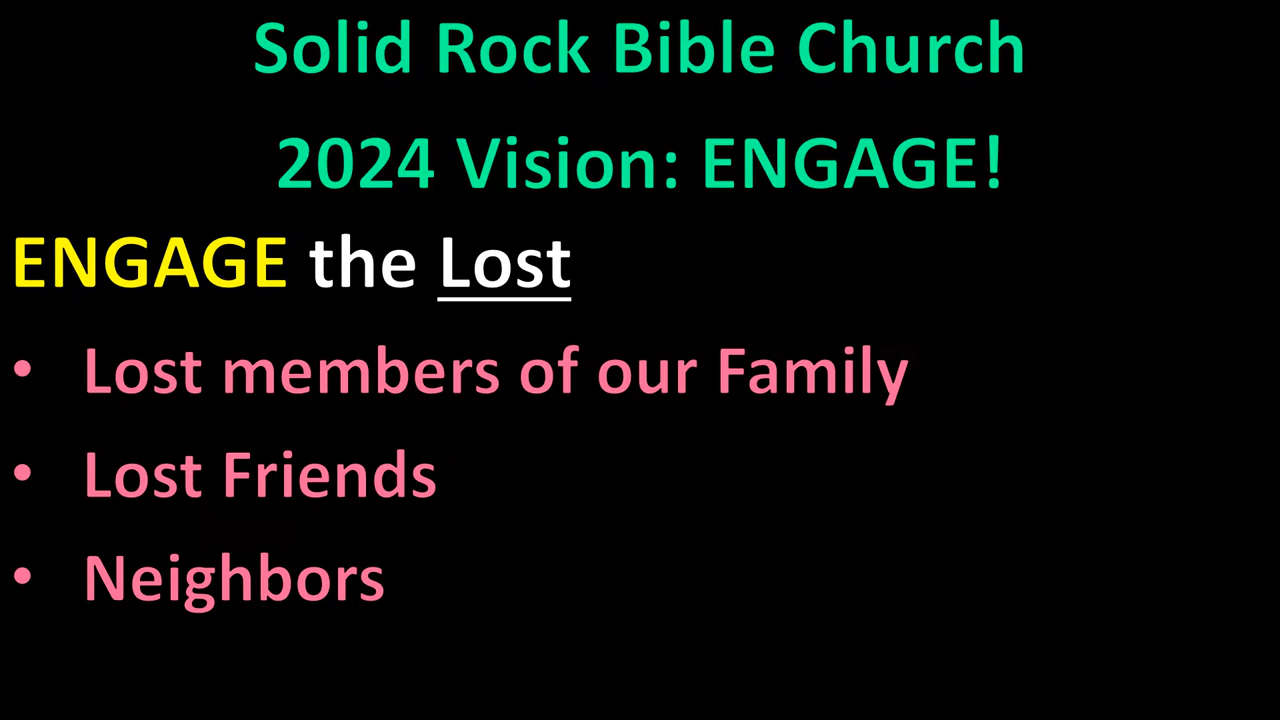 Solid Rock Bible Church
2024 Vision: ENGAGE!
ENGAGE the Lost
• Lost members of our Family
• Lost Friends
• Neighbors